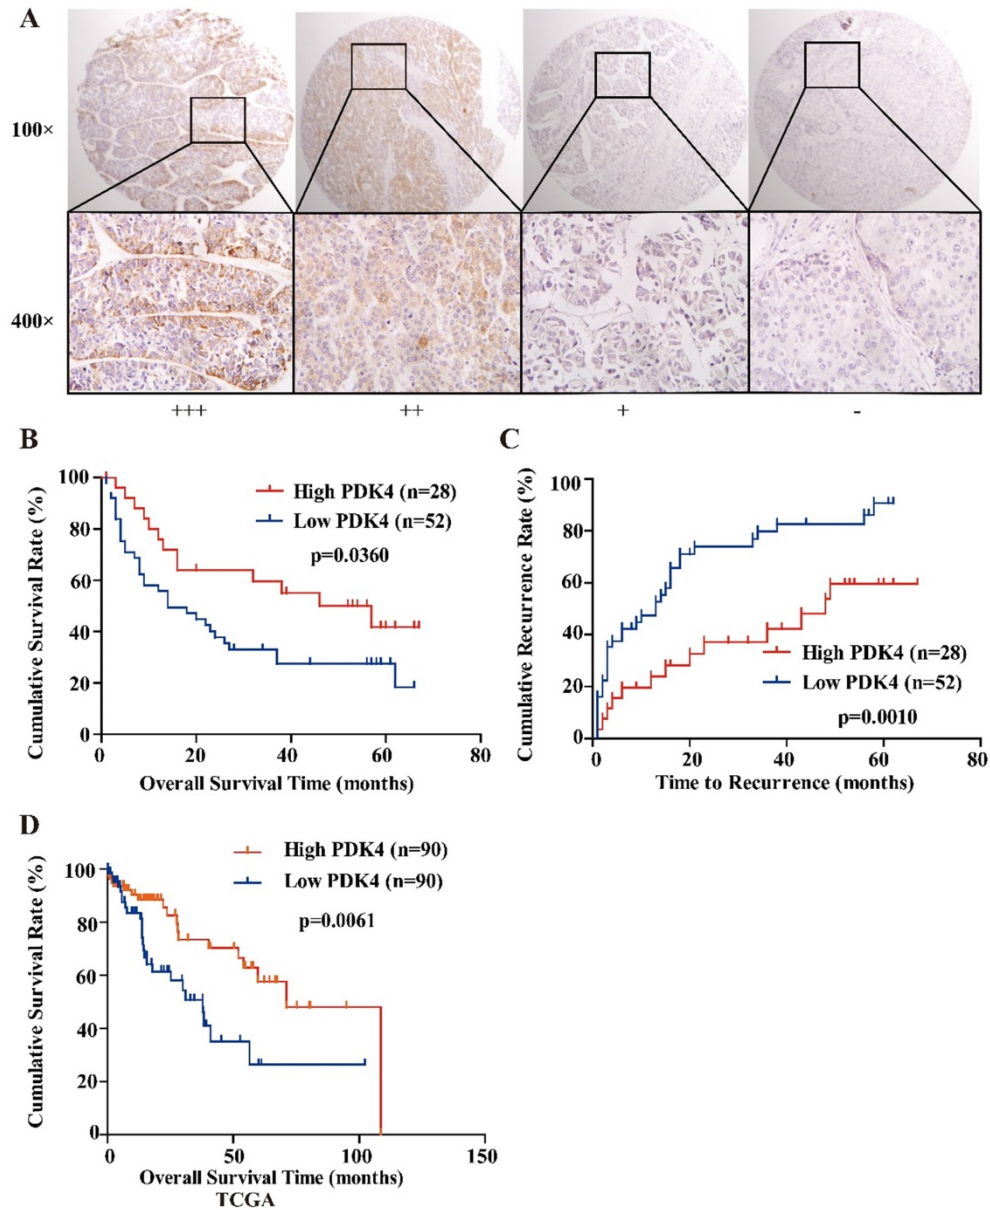 A
100×
400×
+++ ++ + -
B
Cumulative Survival Rate (%)
100
80
60
40
20
0
High PDK4 (n=28)
Low PDK4 (n=52)
p=0.0360
0 20 40 60 80
Overall Survival Time (months)
C
Cumulative Recurrence Rate (%)
100
80
60
40
20
0
High PDK4 (n=28)
Low PDK4 (n=52)
p=0.0010
0 20 40 60 80
Time to Recurrence (months)
D
Cumulative Survival Rate (%)
100
80
60
40
20
0
High PDK4 (n=90)
Low PDK4 (n=90)
p=0.0061
0 50 100 150
Overall Survival Time (months)
TCGA